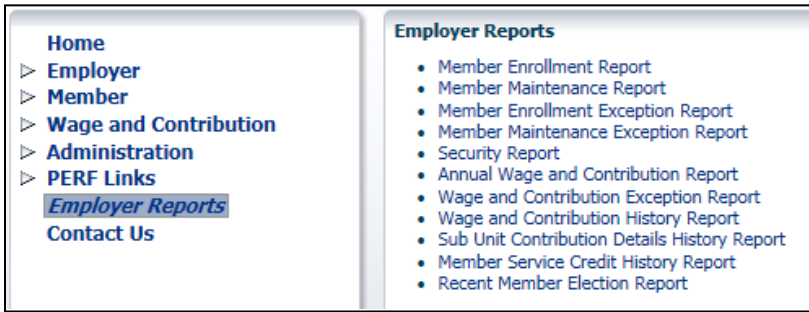 Home
Employer
Member
Wage and Contribution
Administration
PERF Links
Employer Reports
Contact Us
Employer Reports
Member Enrollment Report
Member Maintenance Report
Member Enrollment Exception Report
Member Maintenance Exception Report
Security Report
Annual Wage and Contribution Report
Wage and Contribution Exception Report
Wage and Contribution History Report
Sub Unit Contribution Details History Report
Member Service Credit History Report
Recent Member Election Report